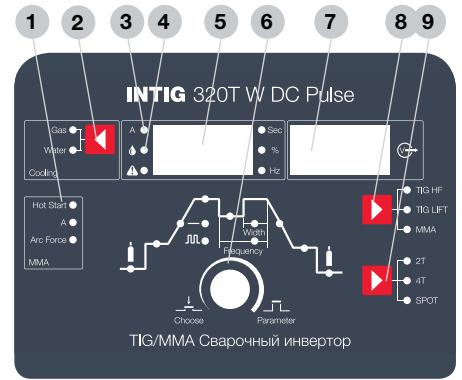 1 2 3 4 5 6 7 8 9
INTIG 320T W DC Pulse
Gas
Water
Cooling
A
Sec
%
Hz
V
Hot Start
A
Arc Force
MMA
TIG HF
TIG LIFT
MMA
Width
Frequency
2T
4T
SPOT
Choose
Parameter
TIG/MMA Сварочный инвертор